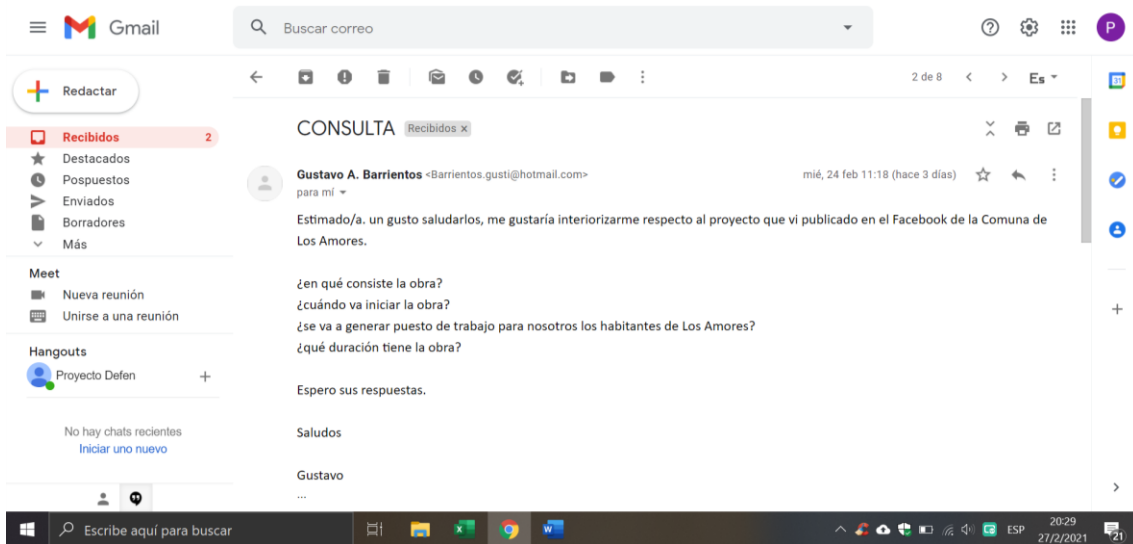 Gmail
Buscar correo
P
Redactar
2 de 8
Es
31
Recibidos 2
Destacados
Pospuestos
Enviados
Borradores
Más
CONSULTA Recibidos x
Gustavo A. Barrientos <Barrientos.gusti@hotmail.com>
mié, 24 feb 11:18 (hace 3 días)
para mí
Estimado/a. un gusto saludarlos, me gustaría interiorizarme respecto al proyecto que vi publicado en el Facebook de la Comuna de
Los Amores.
¿en qué consiste la obra?
¿cuándo va iniciar la obra?
¿se va a generar puesto de trabajo para nosotros los habitantes de Los Amores?
¿qué duración tiene la obra?
Espero sus respuestas.
Saludos
Gustavo
...
Meet
Nueva reunión
Unirse a una reunión
Hangouts
Proyecto Defen
No hay chats recientes
Iniciar uno nuevo
Escribe aquí para buscar
ESP
20:29
27/2/2021
21